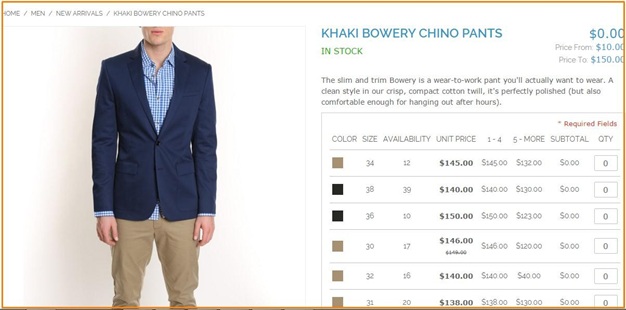 HOME / MEN / NEW ARRIVALS / KHAKI BOWERY CHINO PANTS
KHAKI BOWERY CHINO PANTS
$0.00
IN STOCK
Price From: $10.00
Price To: $150.00
The slim and trim Bowery is a wear-to-work pant you'll actually want to wear. A
clean style in our crisp, compact cotton twill, it's perfectly polished (but also
comfortable enough for hanging out after hours).
* Required Fields
COLOR SIZE AVAILABILITY UNIT PRICE 1 - 4 5 - MORE SUBTOTAL QTY
34 12 $145.00 $145.00 $132.00 $0.00 0
38 39 $140.00 $140.00 $130.00 $0.00 0
36 10 $150.00 $150.00 $123.00 $0.00 0
30 17 $146.00 $146.00 $120.00 $0.00 0
$149.00
32 16 $140.00 $140.00 $40.00 $0.00 0
31 20 $138.00 $138.00 $130.00 $0.00 0